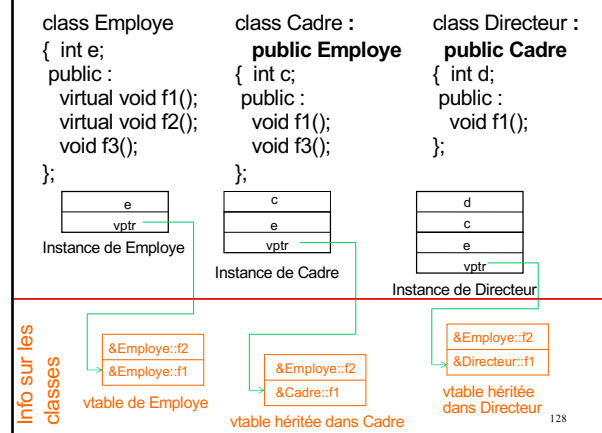 class Employe
{ int e;
public :
virtual void f1();
virtual void f2();
void f3();
};
class Cadre :
public Employe
{ int c;
public :
void f1();
void f3();
};
class Directeur :
public Cadre
{ int d;
public :
void f1();
};
e
vptr
Instance de Employe
c
e
vptr
Instance de Cadre
d
c
e
vptr
Instance de Directeur
Info sur les
classes
&Employe::f2
&Employe::f1
vtable de Employe
&Employe::f2
&Cadre::f1
vtable héritée dans Cadre
&Employe::f2
&Directeur::f1
vtable héritée
dans Directeur
128